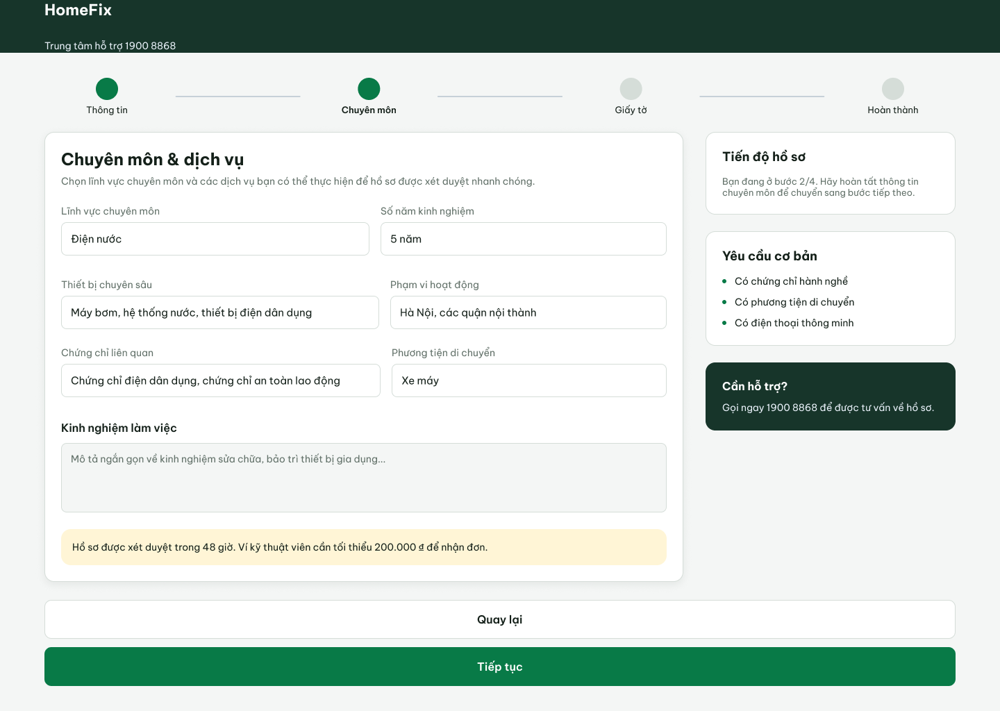 HomeFix
Trung tâm hỗ trợ 1900 8868
Thông tin
Chuyên môn
Giấy tờ
Hoàn thành
Chuyên môn & dịch vụ
Chọn lĩnh vực chuyên môn và các dịch vụ bạn có thể thực hiện để hồ sơ được xét duyệt nhanh chóng.
Lĩnh vực chuyên môn
Số năm kinh nghiệm
Điện nước
5 năm
Thiết bị chuyên sâu
Phạm vi hoạt động
Máy bơm, hệ thống nước, thiết bị điện dân dụng
Hà Nội, các quận nội thành
Chứng chỉ liên quan
Phương tiện di chuyển
Chứng chỉ điện dân dụng, chứng chỉ an toàn lao động
Xe máy
Kinh nghiệm làm việc
Mô tả ngắn gọn về kinh nghiệm sửa chữa, bảo trì thiết bị gia dụng...
Hồ sơ được xét duyệt trong 48 giờ. Ví kỹ thuật viên cần tối thiểu 200.000 ₫ để nhận đơn.
Tiến độ hồ sơ
Bạn đang ở bước 2/4. Hãy hoàn tất thông tin
chuyên môn để chuyển sang bước tiếp theo.
Yêu cầu cơ bản
Có chứng chỉ hành nghề
Có phương tiện di chuyển
Có điện thoại thông minh
Cần hỗ trợ?
Gọi ngay 1900 8868 để được tư vấn về hồ sơ.
Quay lại
Tiếp tục